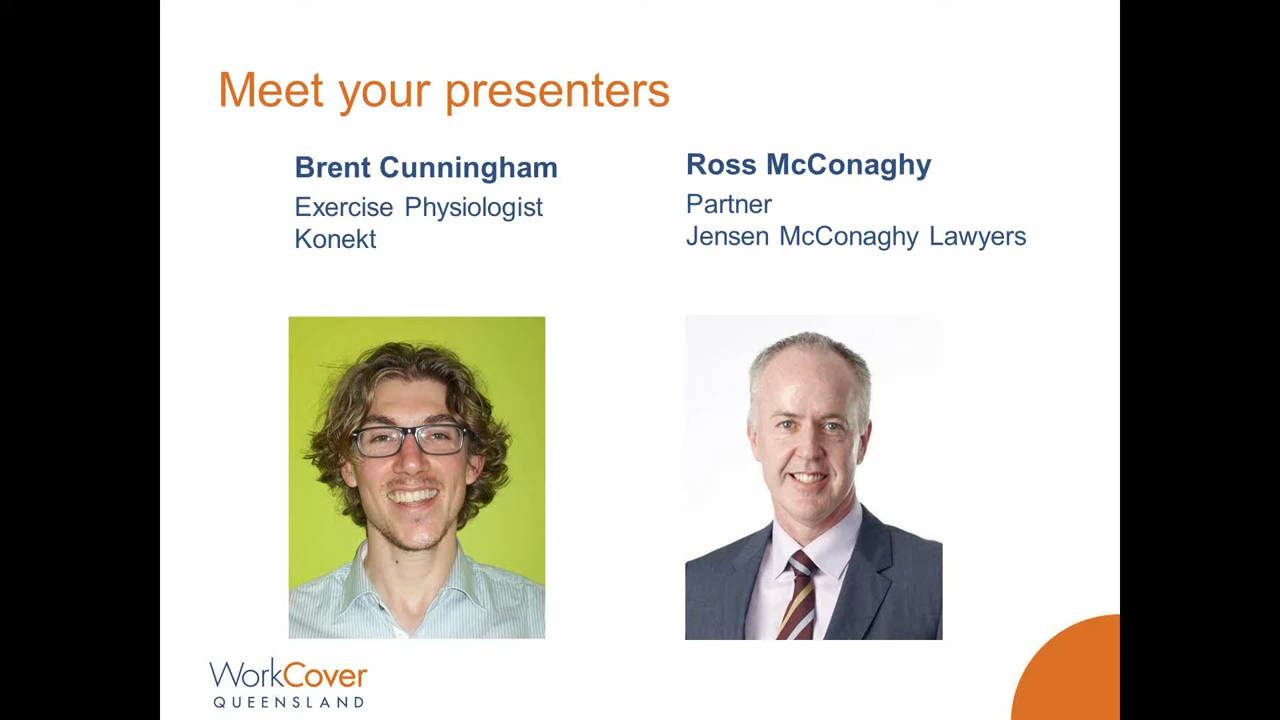 Meet your presenters
Brent Cunningham
Exercise Physiologist
Konekt
Ross McConaghy
Partner
Jensen McConaghy Lawyers
WorkCover
QUEENSLAND